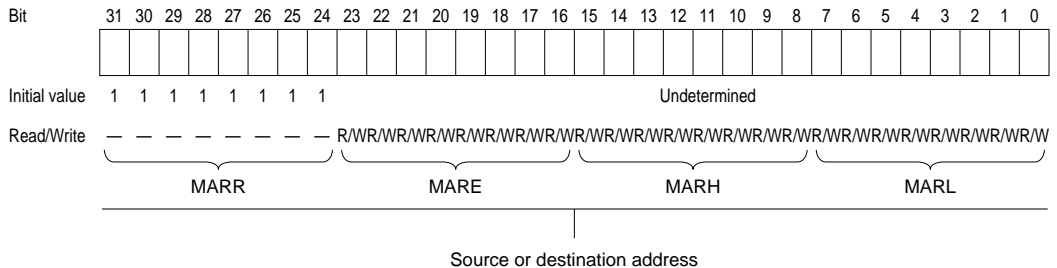 Bit 31 30 29 28 27 26 25 24 23 22 21 20 19 18 17 16 15 14 13 12 11 10 9 8 7 6 5 4 3 2 1 0
Initial value 1 1 1 1 1 1 1 1 Undetermined
Read/Write — — — — — — — — R/WR/WR/WR/WR/WR/WR/WR/WR/WR/WR/WR/WR/WR/WR/WR/WR/WR/WR/WR/WR/WR/WR/WR/W
MARR MARE MARH MARL
Source or destination address